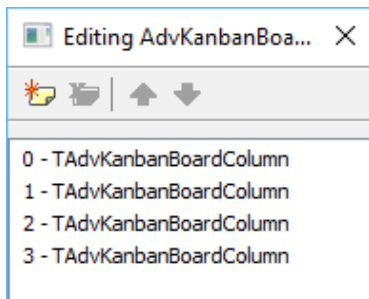 Editing AdvKanbanBoa...
0 - TAdvKanbanBoardColumn
1 - TAdvKanbanBoardColumn
2 - TAdvKanbanBoardColumn
3 - TAdvKanbanBoardColumn